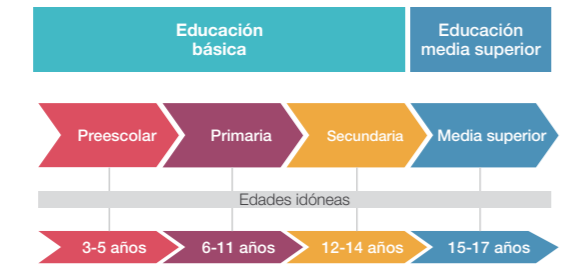 Educación
básica
Educación
media superior
Preescolar
Primaria
Secundaria
Media superior
Edades idóneas
3-5 años
6-11 años
12-14 años
15-17 años